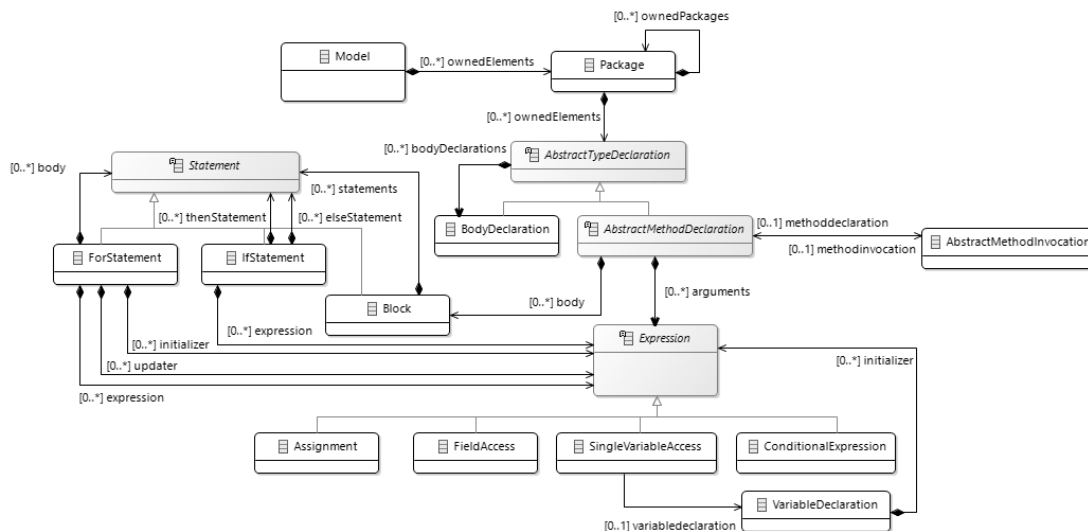 [0..*] ownedPackages
Model
[0..*] ownedElements
Package
[0..*] ownedElements
[0..*] bodyDeclarations
AbstractTypeDeclaration
[0..*] body
Statement
[0..*] statements
[0..*] thenStatement
[0..*] elseStatement
BodyDeclaration
AbstractMethodDeclaration
[0..1] methoddeclaration
[0..1] methodinvocation
AbstractMethodInvocation
ForStatement
IfStatement
[0..*] arguments
Block
[0..*] body
[0..*] expression
Expression
[0..*] initializer
[0..*] initializer
[0..*] updater
[0..*] expression
Assignment
FieldAccess
SingleVariableAccess
ConditionalExpression
VariableDeclaration
[0..1] variabledeclaration